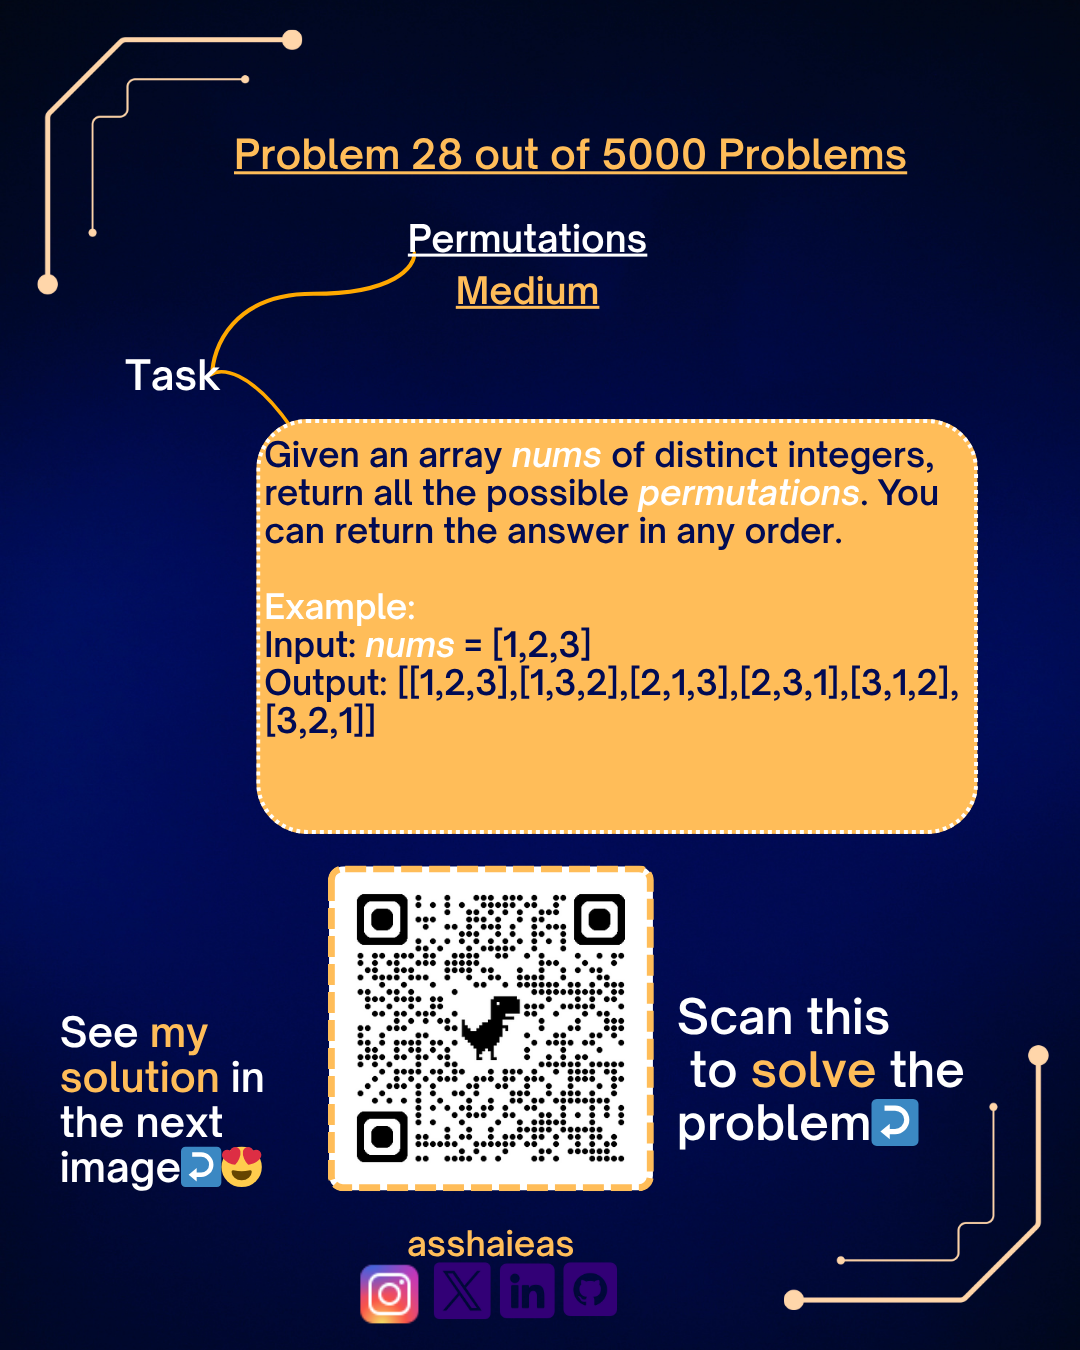 Problem 28 out of 5000 Problems
Permutations
Medium
Task
Given an array nums of distinct integers,
return all the possible permutations. You
can return the answer in any order.
Example:
Input: nums = [1,2,3]
Output: [[1,2,3],[1,3,2],[2,1,3],[2,3,1],[3,1,2],
[3,2,1]]
See my
solution in
the next
image↩️😍
Scan this
to solve the
problem↩️
asshaieas